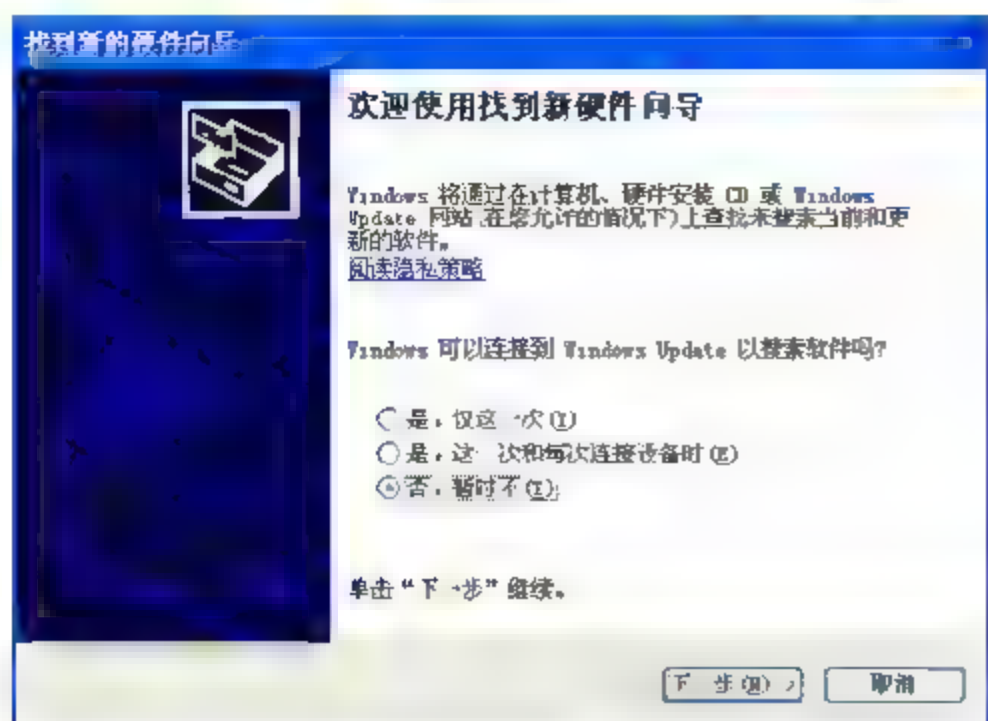 找到新的硬件向导
欢迎使用找到新硬件向导
Windows 将通过在计算机、硬件安装 CD 或 Windows
Update 网站(在您允许的情况下)上查找来搜索当前和更
新的软件。
阅读隐私策略
Windows 可以连接到 Windows Update 以搜索软件吗?
是，仅这一次(Y)
是，这一次和每次连接设备时(E)
否，暂时不(T)
单击“下一步”继续。
下一步(N) >
取消